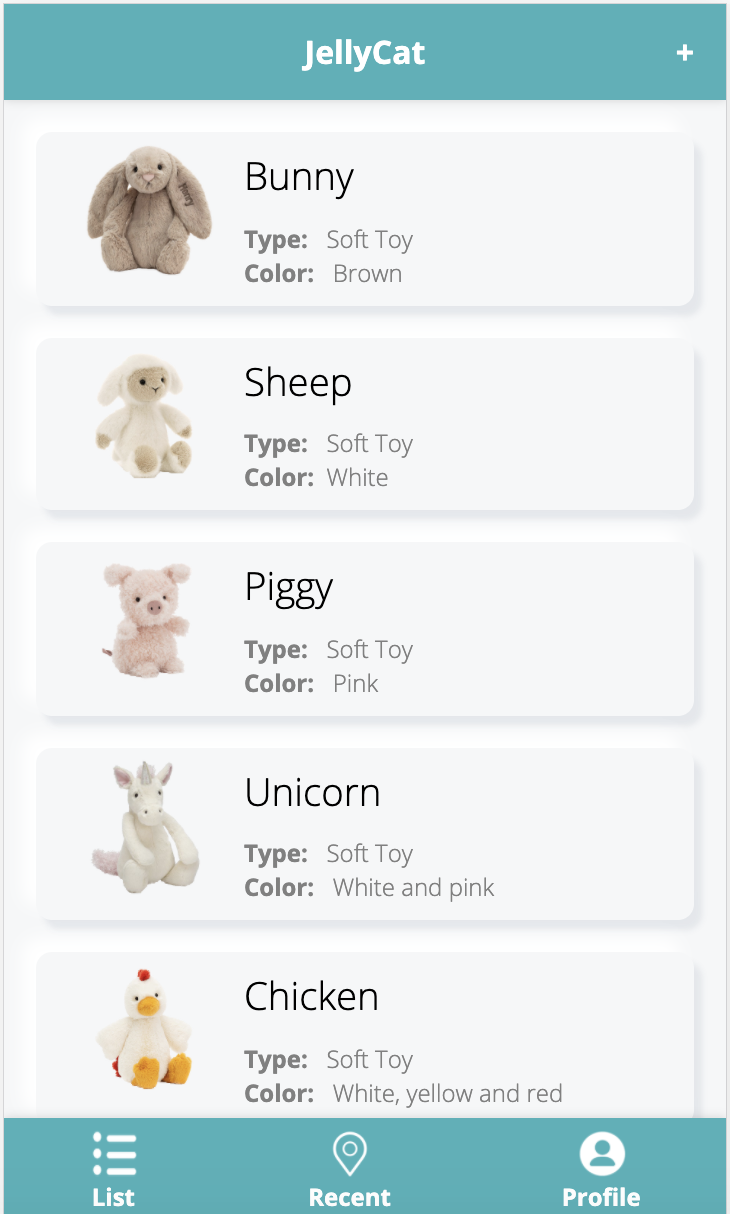 JellyCat +
Bunny
Type: Soft Toy
Color: Brown
Sheep
Type: Soft Toy
Color: White
Piggy
Type: Soft Toy
Color: Pink
Unicorn
Type: Soft Toy
Color: White and pink
Chicken
Type: Soft Toy
Color: White, yellow and red
List Recent Profile